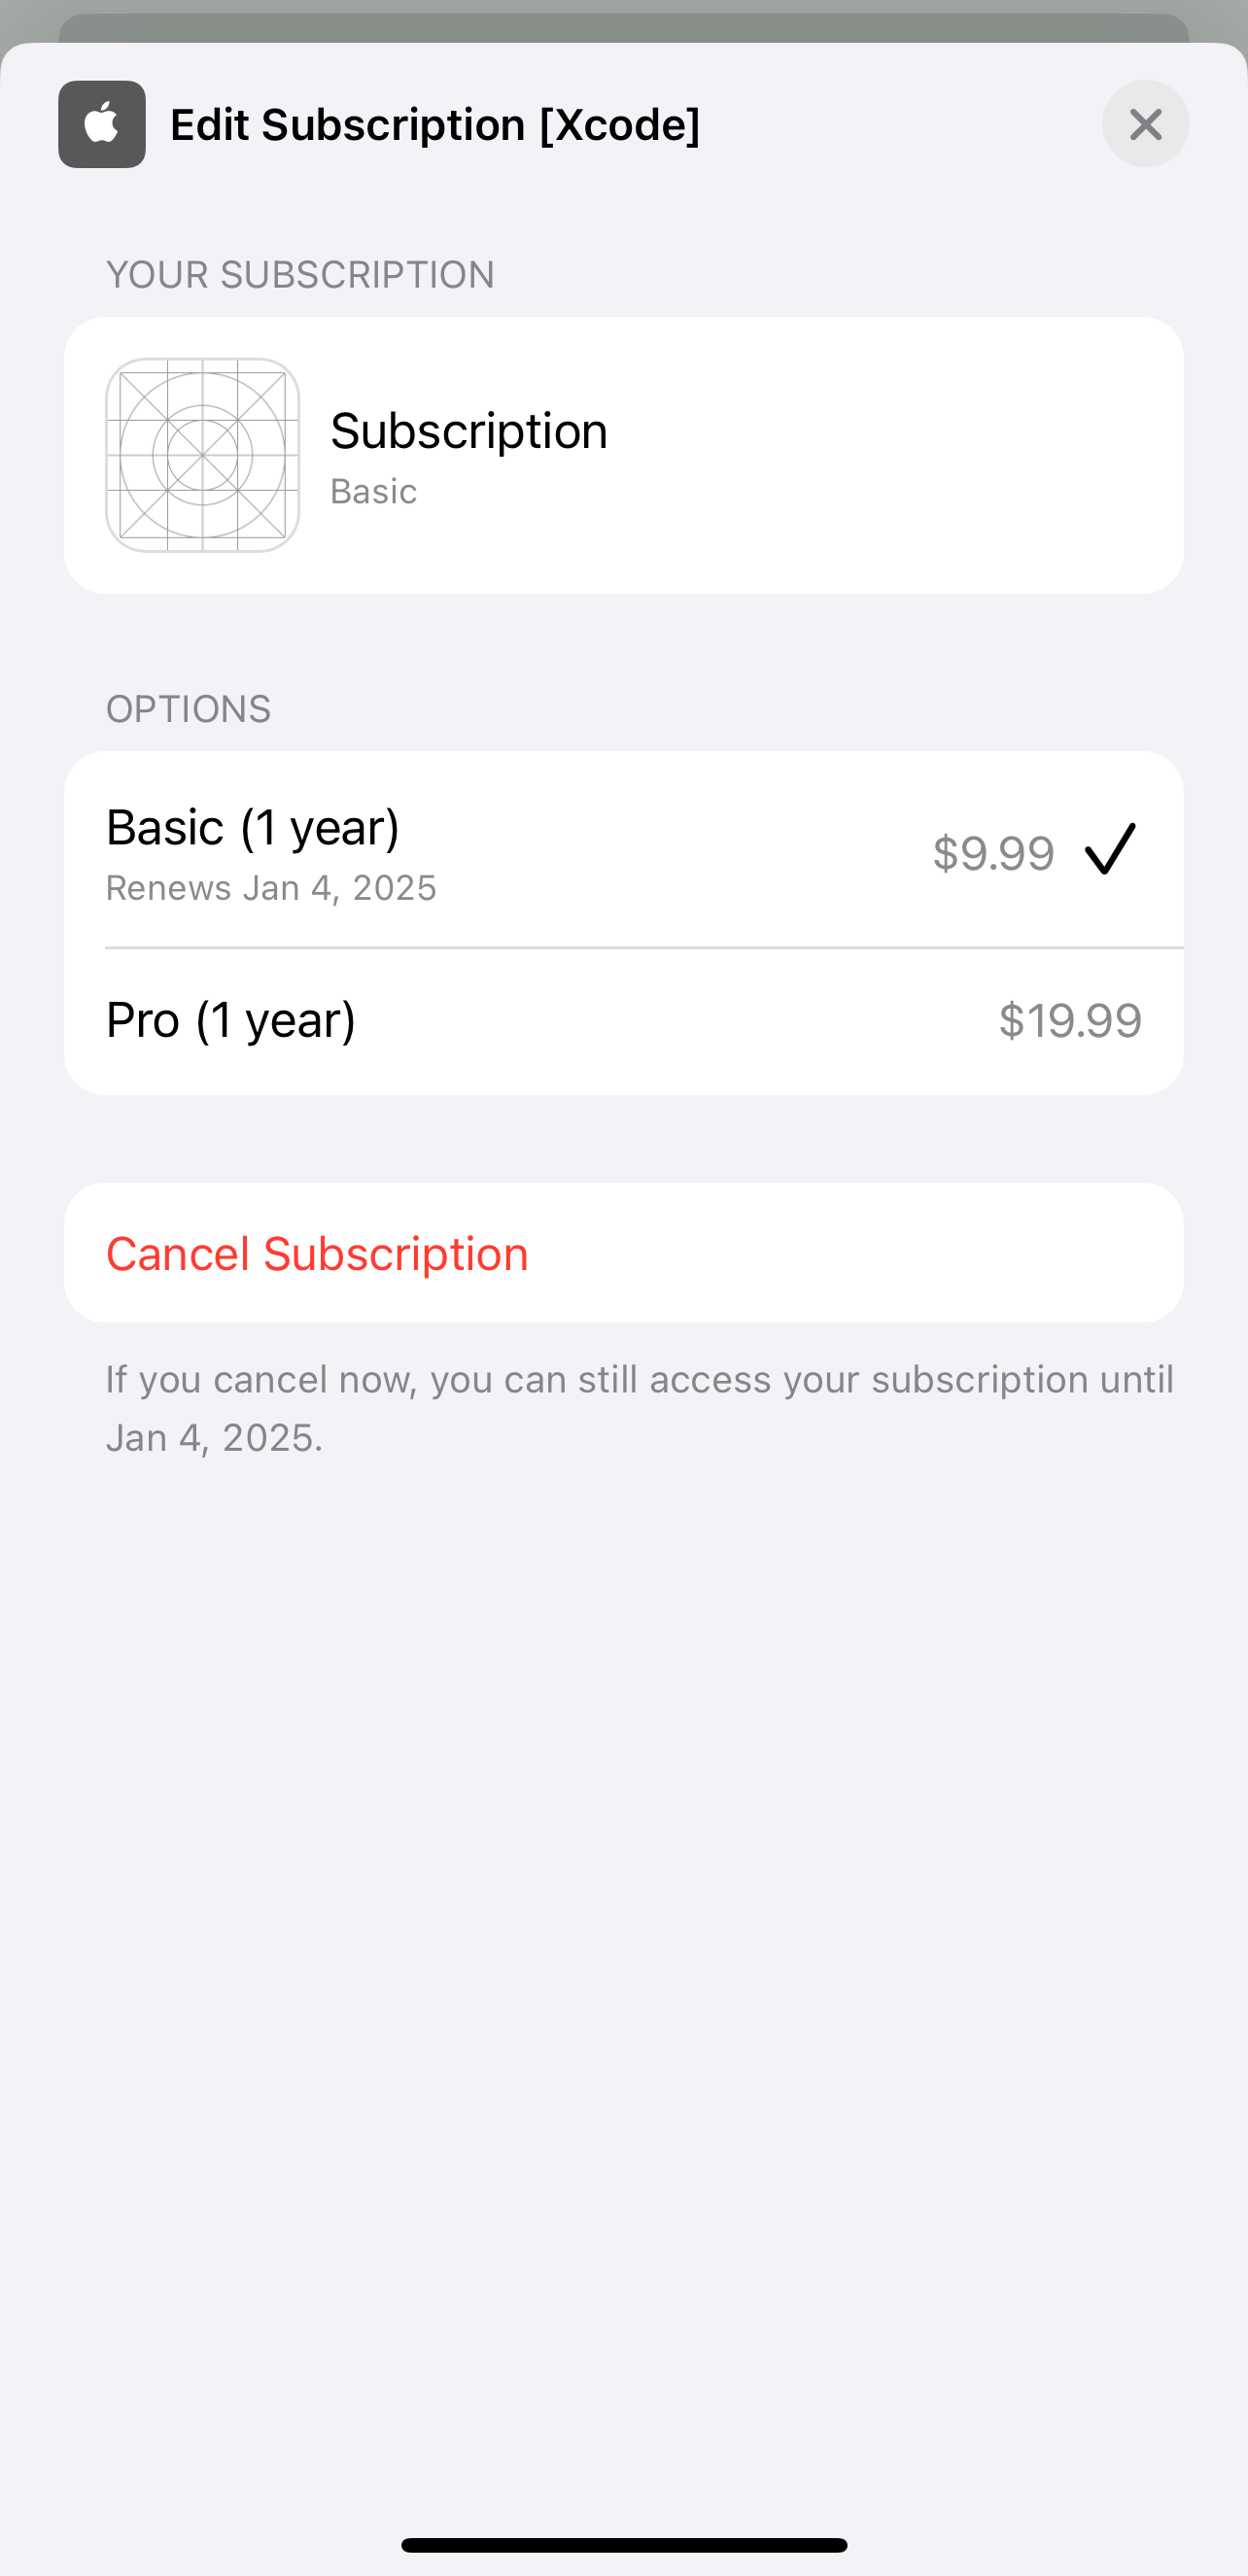 Edit Subscription [Xcode]
YOUR SUBSCRIPTION
Subscription
Basic
OPTIONS
Basic (1 year)
$9.99
Renews Jan 4, 2025
Pro (1 year)
$19.99
Cancel Subscription
If you cancel now, you can still access your subscription until
Jan 4, 2025.